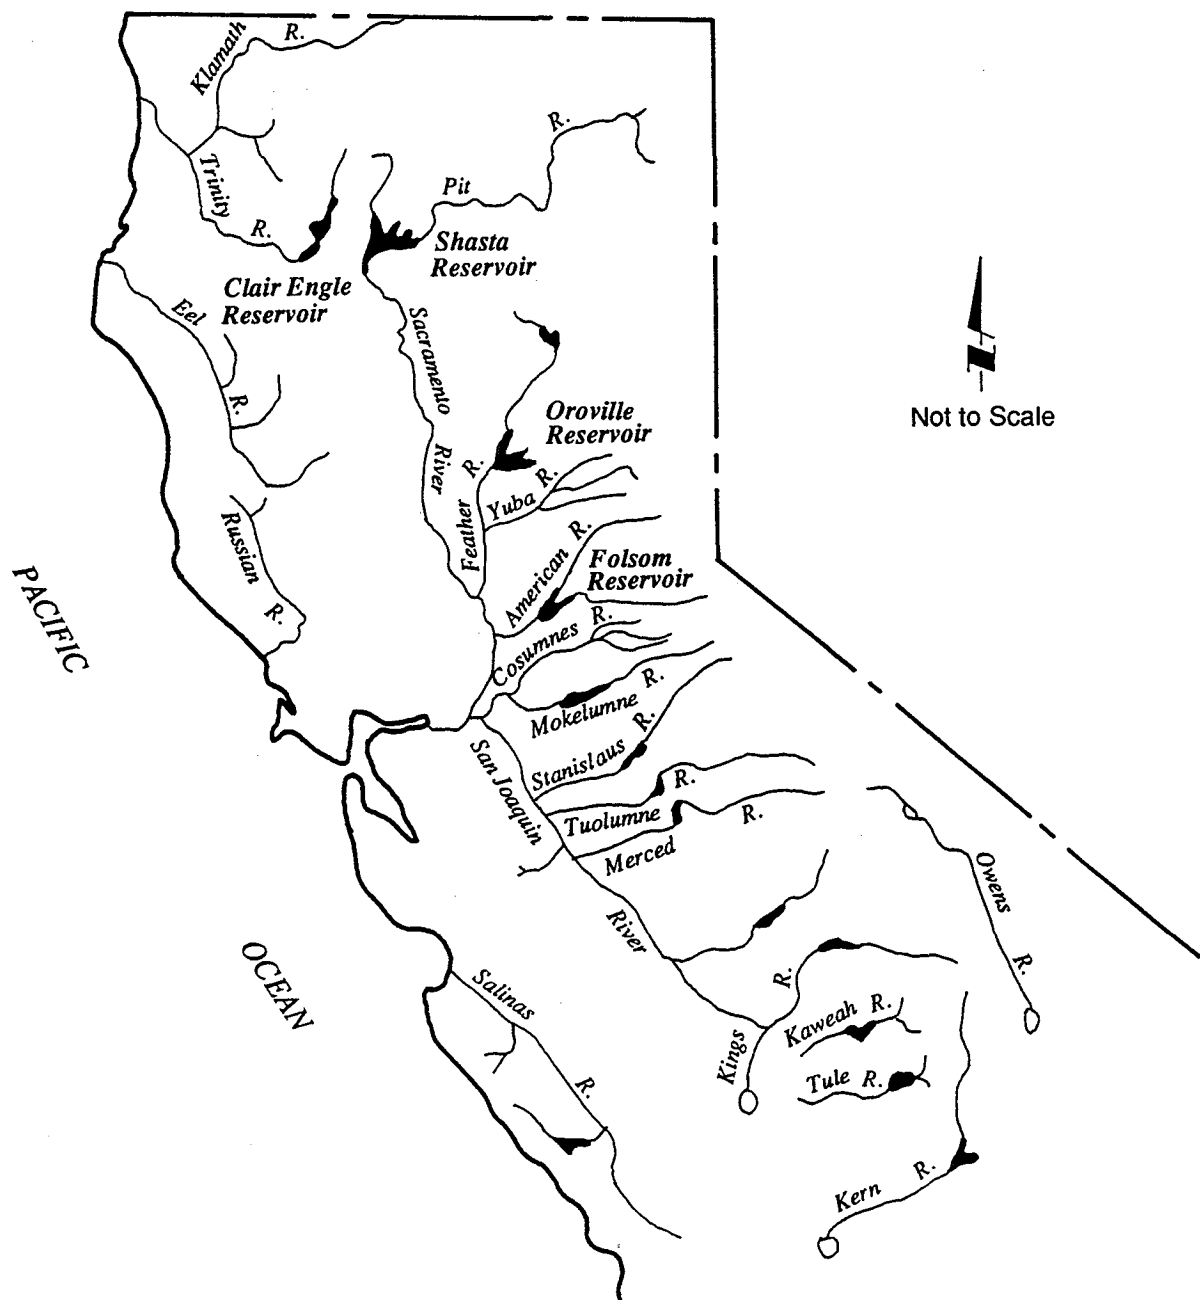 Klamath R.
Trinity R.
Pit R.
Shasta
Reservoir
Clair Engle
Reservoir
Eel R.
Sacramento River
Oroville
Reservoir
Not to Scale
Feather R.
Yuba R.
Russian R.
American R.
Folsom
Reservoir
PACIFIC
OCEAN
Cosumnes R.
Mokelumne R.
Stanislaus R.
San Joaquin River
Tuolumne R.
Merced R.
Owens R.
Salinas R.
Kings R.
Kaweah R.
Tule R.
Kern R.